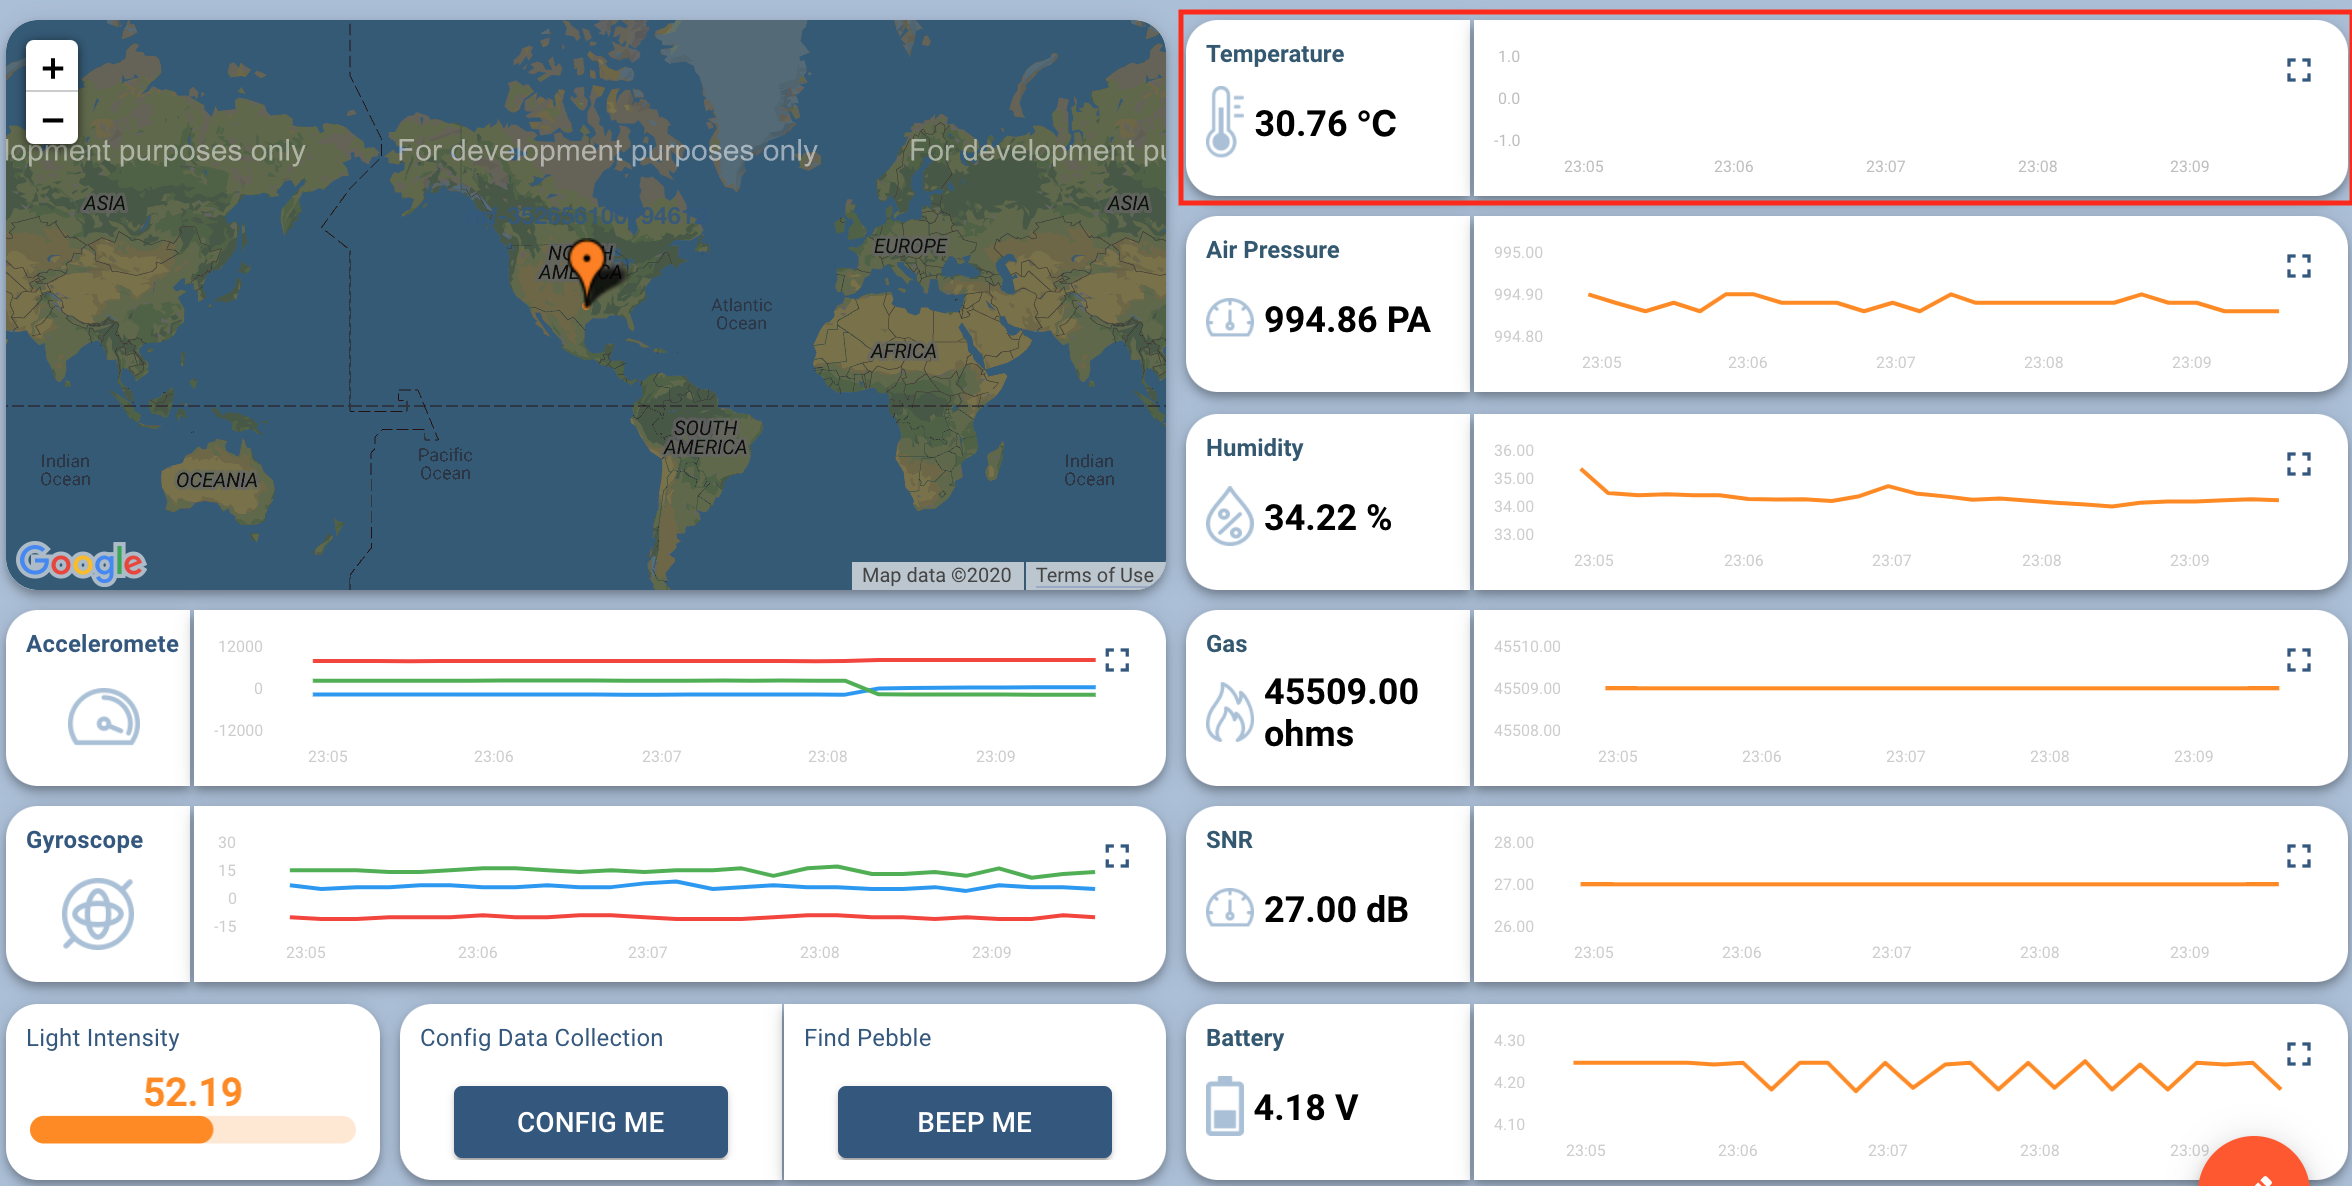 +
−
lopment purposes only
For development purposes only
For development pu
ASIA
NORTH
AMERICA
EUROPE
ASIA
Atlantic
Ocean
AFRICA
SOUTH
AMERICA
Pacific
Ocean
Indian
Ocean
OCEANIA
Indian
Ocean
Google
Map data ©2020
Terms of Use
Temperature
30.76 °C
1.0
0.0
-1.0
23:05 23:06 23:07 23:08 23:09
Air Pressure
994.86 PA
995.00
994.90
994.80
23:05 23:06 23:07 23:08 23:09
Humidity
34.22 %
36.00
35.00
34.00
33.00
23:05 23:06 23:07 23:08 23:09
Acceleromete
12000
0
-12000
23:05 23:06 23:07 23:08 23:09
Gas
45509.00
ohms
45510.00
45509.00
45508.00
23:05 23:06 23:07 23:08 23:09
Gyroscope
30
15
0
-15
23:05 23:06 23:07 23:08 23:09
SNR
27.00 dB
28.00
27.00
26.00
23:05 23:06 23:07 23:08 23:09
Light Intensity
52.19
Config Data Collection
CONFIG ME
Find Pebble
BEEP ME
Battery
4.18 V
4.30
4.20
4.10
23:05 23:06 23:07 23:08 23:09